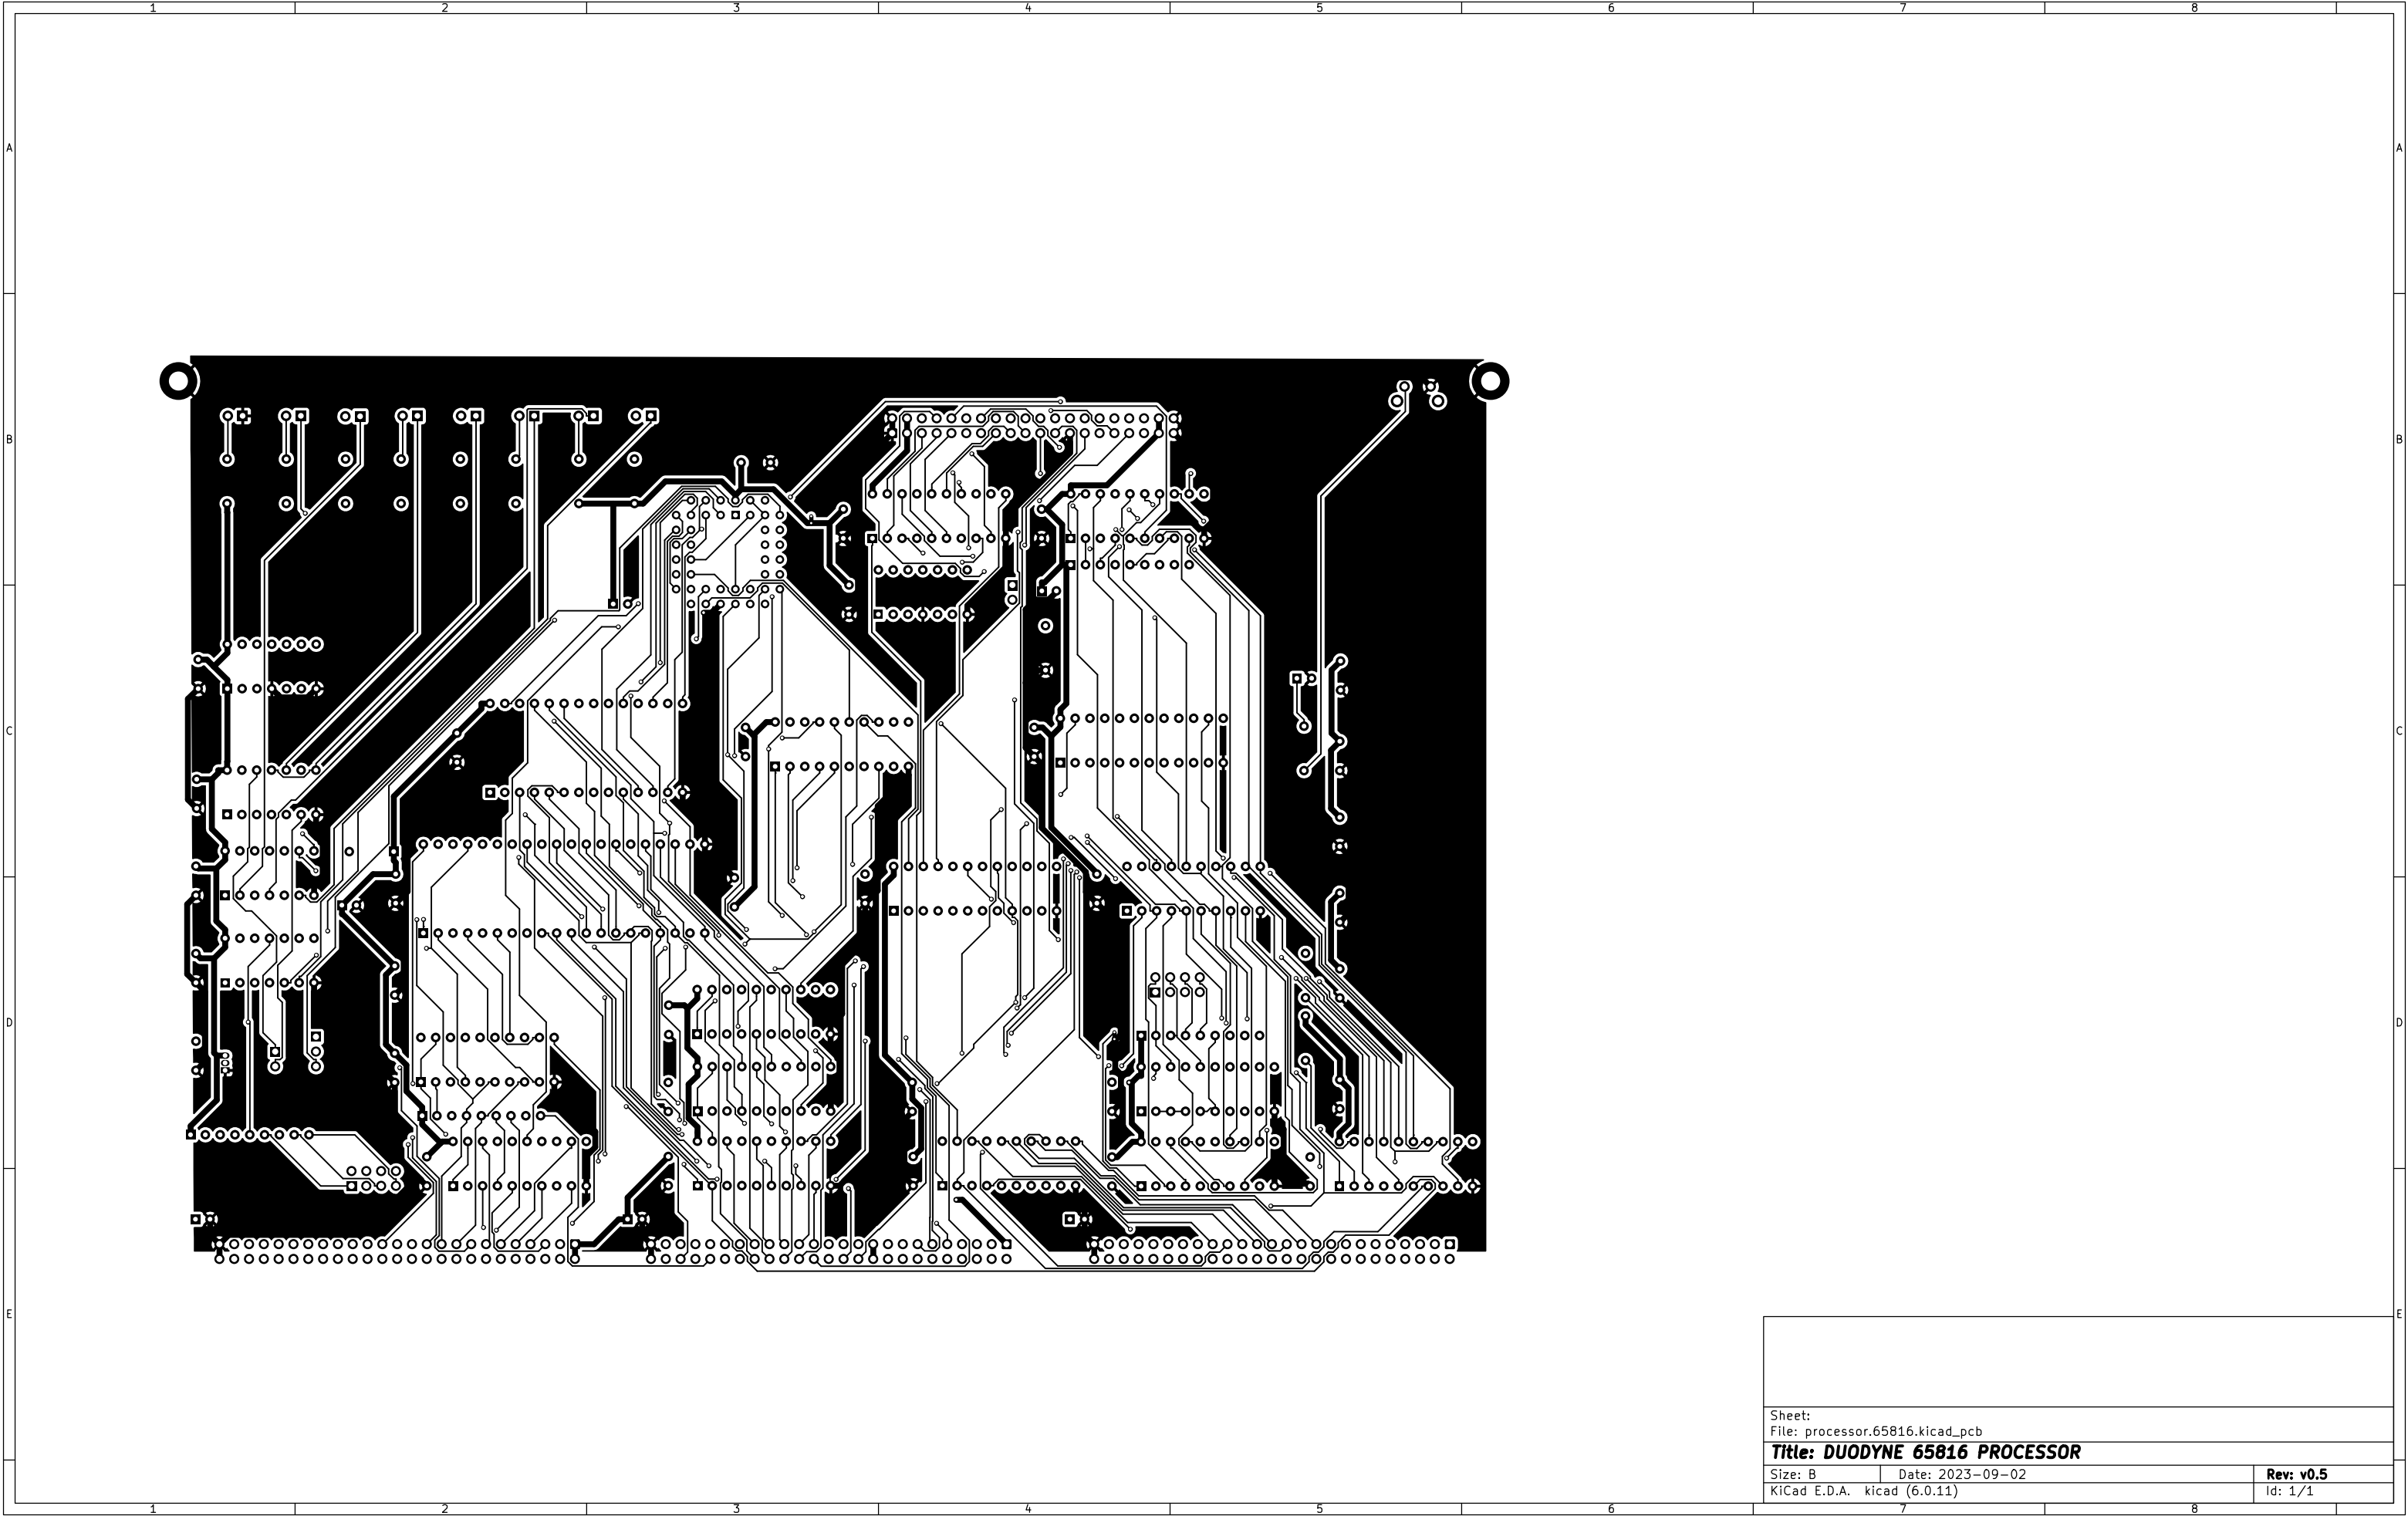 1 2 3 4 5 6 7 8
A A
B B
C C
D D
E E
Sheet:
File: processor.65816.kicad_pcb
Title: DUODYNE 65816 PROCESSOR
Size: B Date: 2023-09-02 Rev: v0.5
KiCad E.D.A. kicad (6.0.11) Id: 1/1
1 2 3 4 5 6 7 8